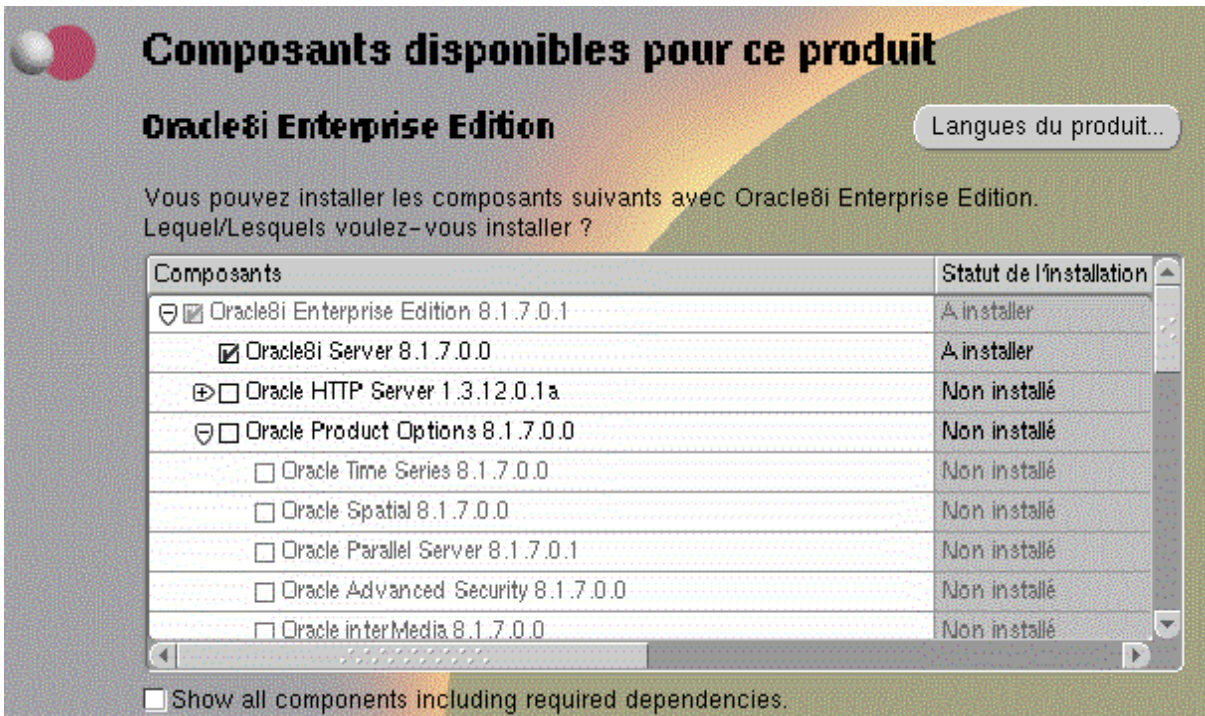 Composants disponibles pour ce produit
Oracle8i Enterprise Edition
Langues du produit...
Vous pouvez installer les composants suivants avec Oracle8i Enterprise Edition.
Lequel/Lesquels voulez-vous installer ?
Composants Statut de l'installation
Oracle8i Enterprise Edition 8.1.7.0.1 A installer
Oracle8i Server 8.1.7.0.0 A installer
Oracle HTTP Server 1.3.12.0.1a Non installé
Oracle Product Options 8.1.7.0.0 Non installé
Oracle Time Series 8.1.7.0.0 Non installé
Oracle Spatial 8.1.7.0.0 Non installé
Oracle Parallel Server 8.1.7.0.1 Non installé
Oracle Advanced Security 8.1.7.0.0 Non installé
Oracle interMedia 8.1.7.0.0 Non installé
Show all components including required dependencies.